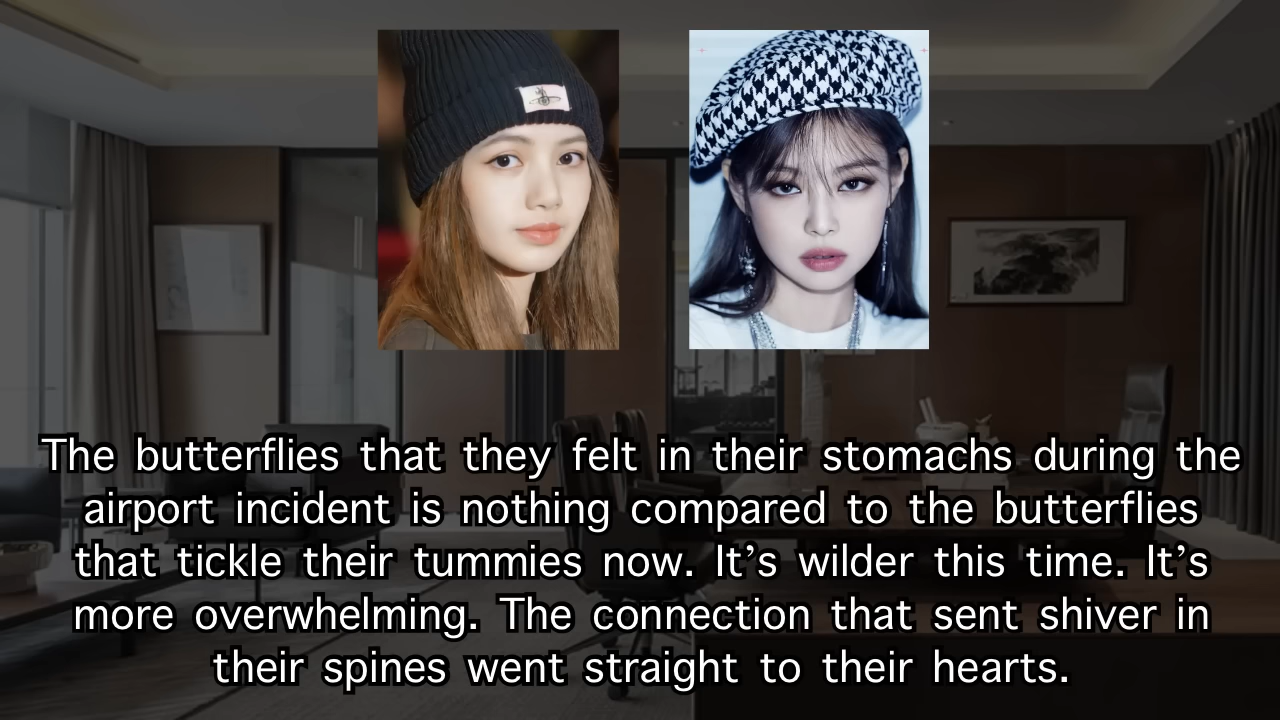 The butterflies that they felt in their stomachs during the
airport incident is nothing compared to the butterflies
that tickle their tummies now. It’s wilder this time. It’s
more overwhelming. The connection that sent shiver in
their spines went straight to their hearts.